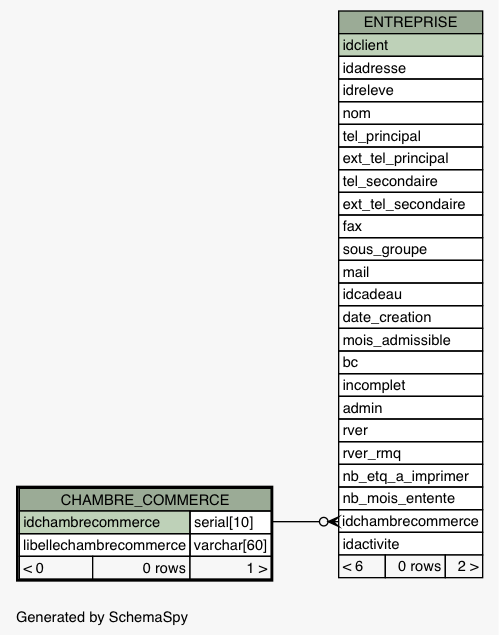 ENTREPRISE
idclient
idadresse
idreleve
nom
tel_principal
ext_tel_principal
tel_secondaire
ext_tel_secondaire
fax
sous_groupe
mail
idcadeau
date_creation
mois_admissible
bc
incomplet
admin
rver
rver_rmq
nb_etq_a_imprimer
nb_mois_entente
idchambrecommerce
idactivite
< 6 0 rows 2 >
CHAMBRE_COMMERCE
idchambrecommerce serial[10]
libellechambrecommerce varchar[60]
< 0 0 rows 1 >
Generated by SchemaSpy